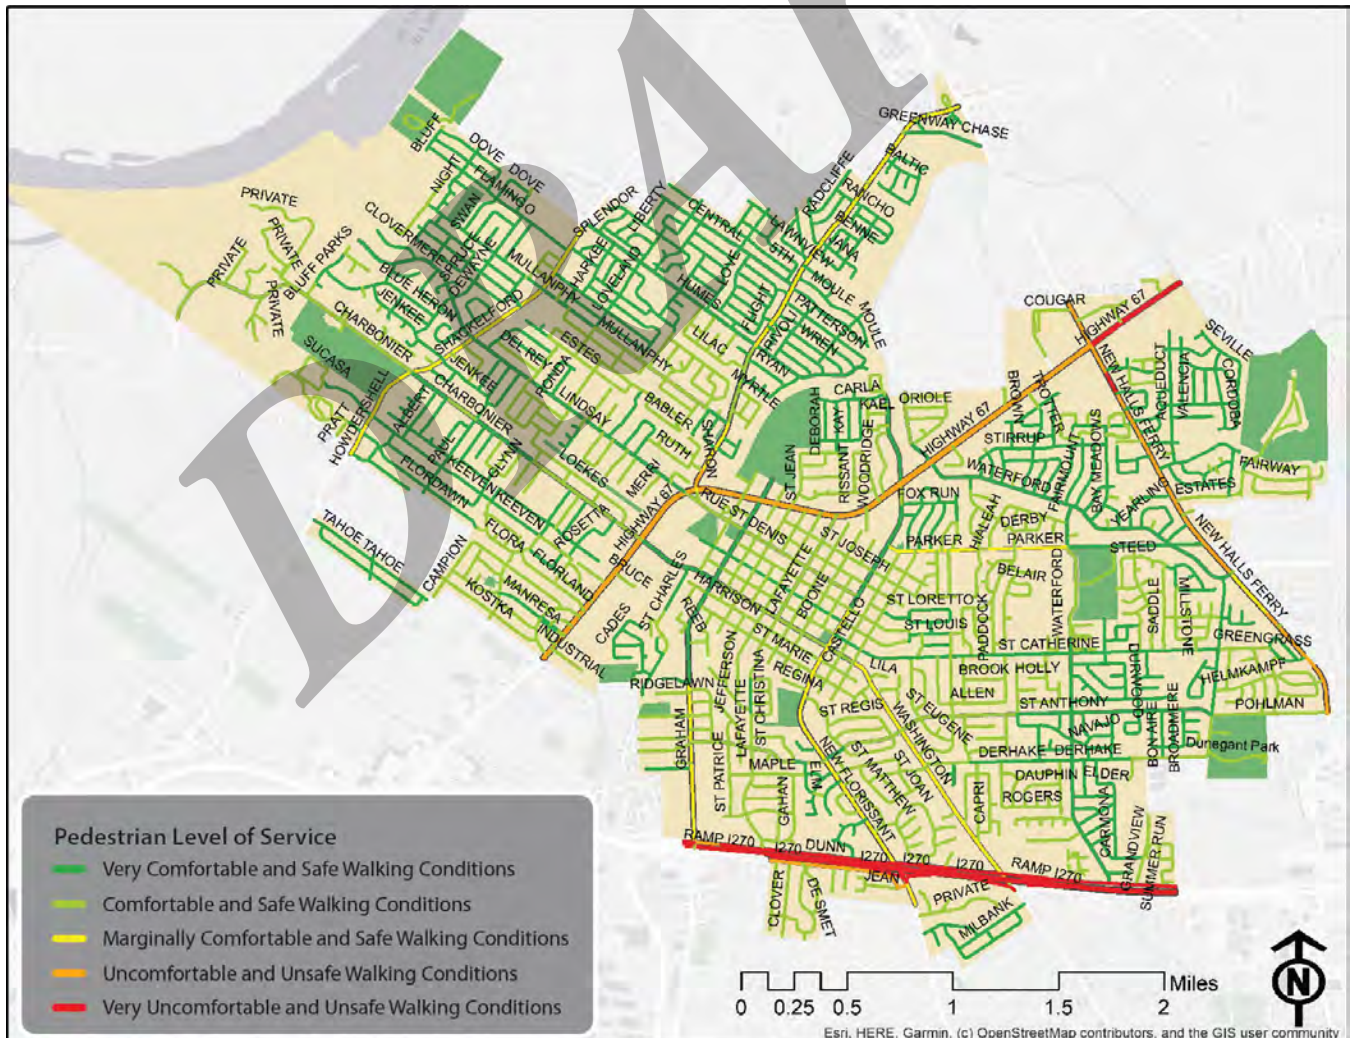 DRAF
GREENWAY CHASE
BLUFF
DOVE DOVE
BALTIC
NIGHT
FLAMINGO
RADCLIFFE
RANCHO
PRIVATE
SWAN
SPLENDOR
LIBERTY
CENTRAL
LAWNVIEW
BENNE
CLOVERMERE
SPRUCE
DEWAYNE
MULLANPHY
HARKEE
LOVELAND
LOVE
STH
JANA
PRIVATE
PRIVATE
BLUFF PARKS
BLUE HERON
HUMES
FLIGHT
MOULE
MOULE
COUGAR
PRIVATE
JENKEE
SHACKELFORD
MULLANPHY
LILAC
RIVOLI
PATTERSON
WREN
HIGHWAY 67
SEVILLE
CHARBONIER
DEL REY
ESTES
RYAN
NEW HALLS FERRY
AQUEDUCT
VALENCIA
CORDOBA
SUCASA
JENKEE
CHARBONIER
PONDA
LINDSAY
BABLER
MYRTLE
CARLA
KAEL
ORIOLE
BROWN
TROTTER
PRATT
HOWDERSHELL
ALBERT
PAUL
GLYNN
RUTH
SHARON
DEBORAH
KAY
RISSANT
WOODRIDGE
HIGHWAY 67
STIRRUP
FAIRMOUNT
BAY MEADOWS
KEEVEN
KEEVEN
LOEKES
MERRI
ST JEAN
WATERFORD
FAIRWAY
FLORDAWN
ROSETTA
HIGHWAY 67
RUE ST DENIS
FOX RUN
YEARLING
ESTATES
TAHOE TAHOE
FLORA
FLORLAND
ST JOSEPH
HIALEAH
DERBY
PARKER
PARKER
STEED
NEW HALLS FERRY
CAMPION
BRUCE
LAFAYETTE
BOONE
BELAIR
KOSTKA
MANRESA
HARRISON
ST LORETTO
WATERFORD
SADDLE
MILLSTONE
INDUSTRIAL
CADES
ST CHARLES
REEB
ST MARIE
CASTELLO
ST LOUIS
PADDOCK
ST CATHERINE
GREENGRASS
REGINA
LILA
BROOK HOLLY
DURWOOD
HELMKAMPF
RIDGELAWN
JEFFERSON
LAFAYETTE
ST CHRISTINA
ST REGIS
WASHINGTON
ST EUGENE
ALLEN
ST ANTHONY
BON AIRE
BROADMERE
POHLMAN
NAVAJO
GRAHAM
ST PATRICE
MAPLE
ELM
NEW FLORISSANT
ST MATTHEW
ST JOAN
DERHAKE DERHAKE
Dunegant Park
GAHAN
DAUPHIN
ELDER
ROGERS
CAPRI
CARMONA
GRANDVIEW
SUMMER RUN
RAMP I270
I270
DUNN
I270
I270
I270
RAMP I270
JEAN
CLOVER
DE SMET
PRIVATE
MILBANK
Pedestrian Level of Service
Very Comfortable and Safe Walking Conditions
Comfortable and Safe Walking Conditions
Marginally Comfortable and Safe Walking Conditions
Uncomfortable and Unsafe Walking Conditions
Very Uncomfortable and Unsafe Walking Conditions
Miles
0 0.25 0.5 1 1.5 2
N
Esri, HERE, Garmin, (c) OpenStreetMap contributors, and the GIS user community